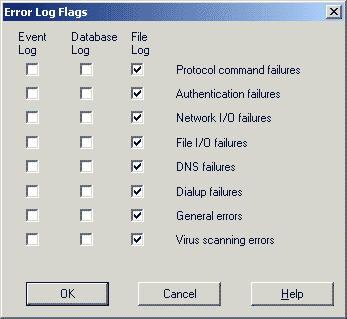 Error Log Flags
Event Log
Database Log
File Log
Protocol command failures
Authentication failures
Network I/O failures
File I/O failures
DNS failures
Dialup failures
General errors
Virus scanning errors
OK
Cancel
Help